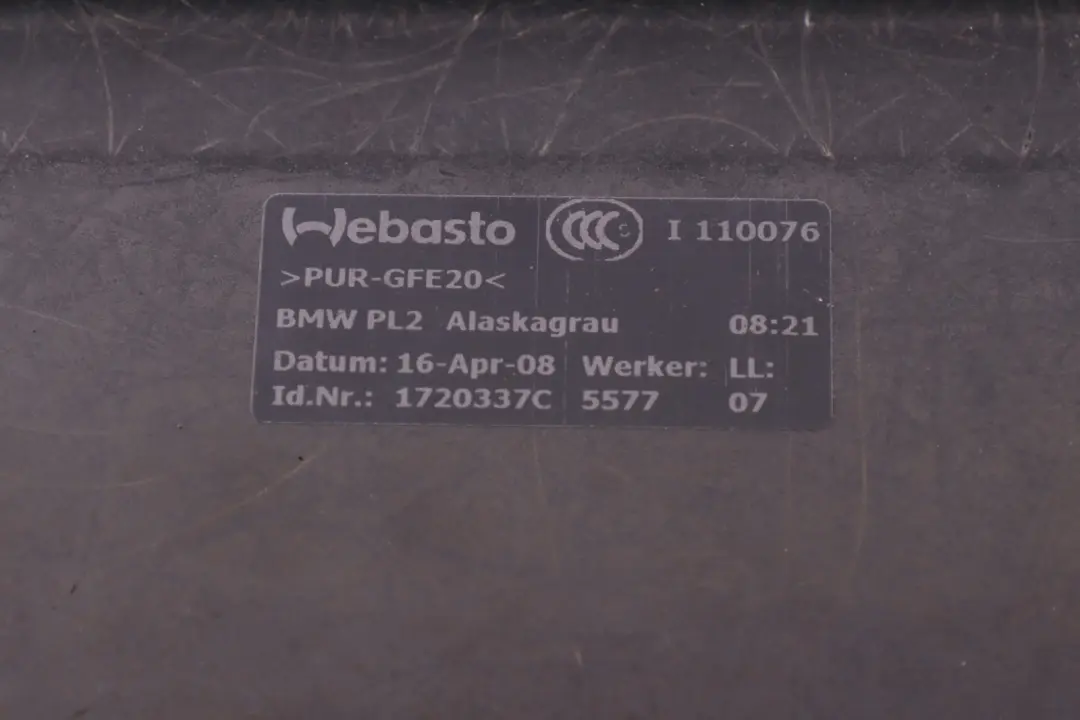 Webasto CCC S I 110076
>PUR-GFE20<
BMW PL2 Alaskagrau 08:21
Datum: 16-Apr-08 Werker: LL:
Id.Nr.: 1720337C 5577 07